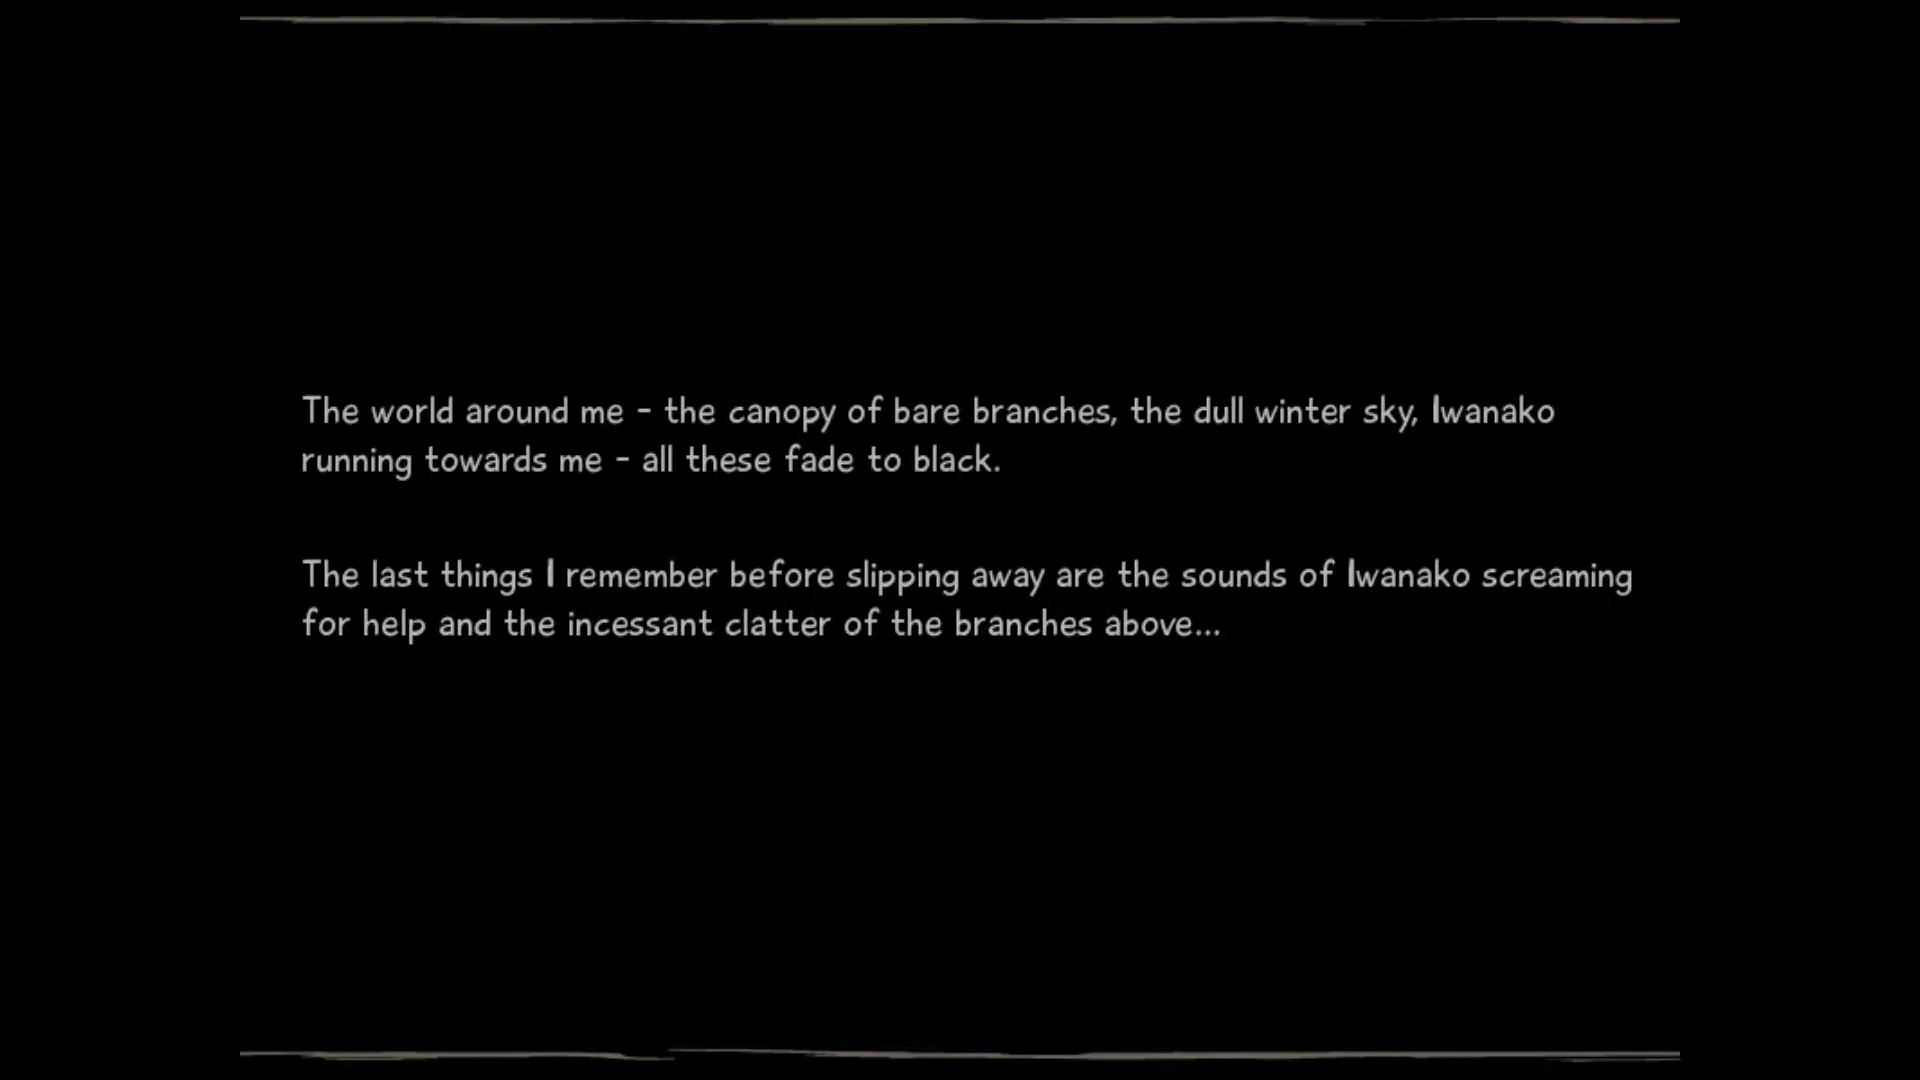 The world around me - the canopy of bare branches, the dull winter sky, Iwanako
running towards me - all these fade to black.
The last things I remember before slipping away are the sounds of Iwanako screaming
for help and the incessant clatter of the branches above...